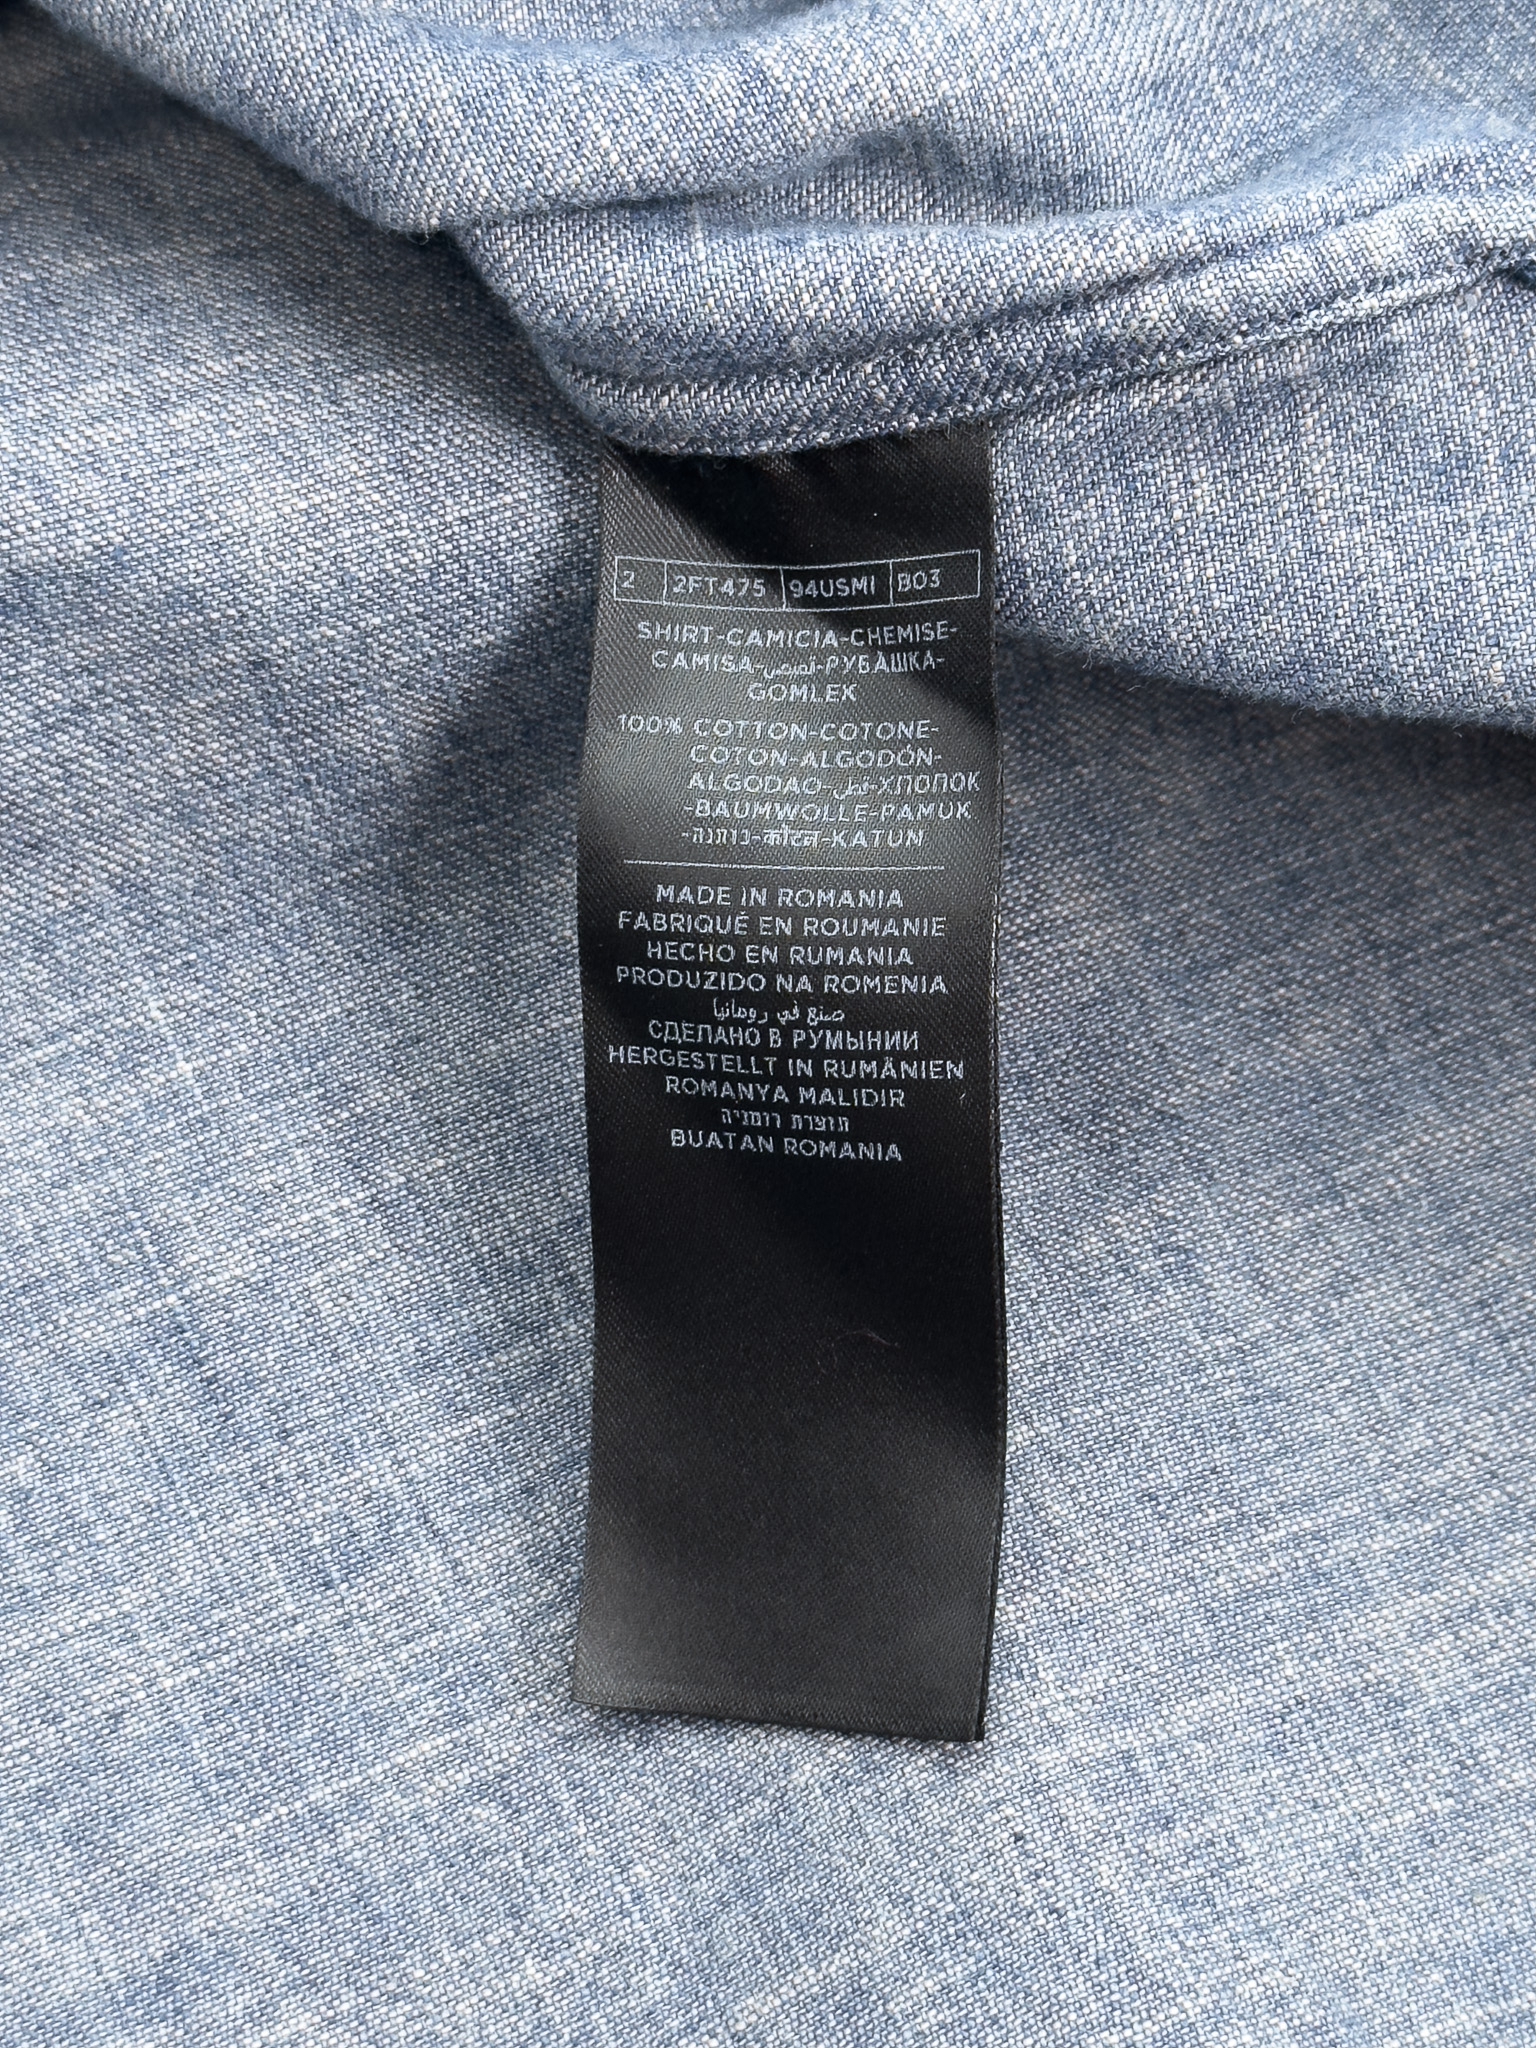 2 2FT475 94USMI B03
SHIRT-CAMICIA-CHEMISE-
CAMISA-قميص-РУБАШКА-
GOMLEK
100% COTTON-COTONE-
COTON-ALGODÓN-
ALGODAO-قطن-ХЛОПОК
-BAUMWOLLE-PAMUK
-כותנה-कॉटन-KATUN
MADE IN ROMANIA
FABRIQUÉ EN ROUMANIE
HECHO EN RUMANIA
PRODUZIDO NA ROMENIA
صنع في رومانيا
СДЕЛАНО В РУМЫНИИ
HERGESTELLT IN RUMÄNIEN
ROMANYA MALIDIR
תוצרת רומניה
BUATAN ROMANIA